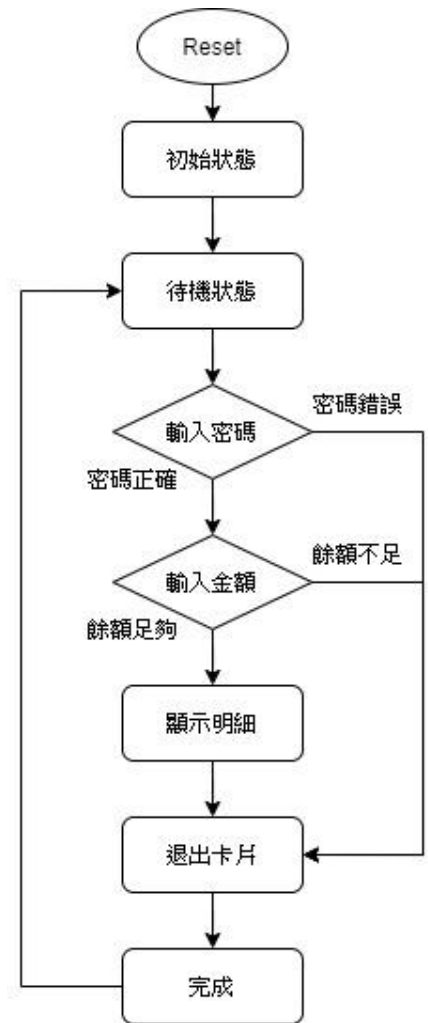 Reset
初始狀態
待機狀態
密碼錯誤
輸入密碼
密碼正確
餘額不足
輸入金額
餘額足夠
顯示明細
退出卡片
完成